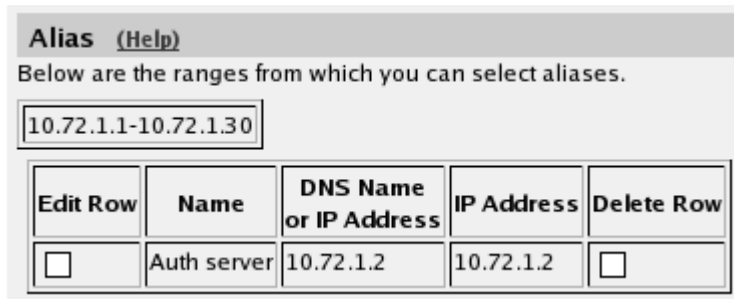 Alias (Help)
Below are the ranges from which you can select aliases.
10.72.1.1-10.72.1.30
Edit Row Name DNS Name or IP Address IP Address Delete Row
Auth server 10.72.1.2 10.72.1.2